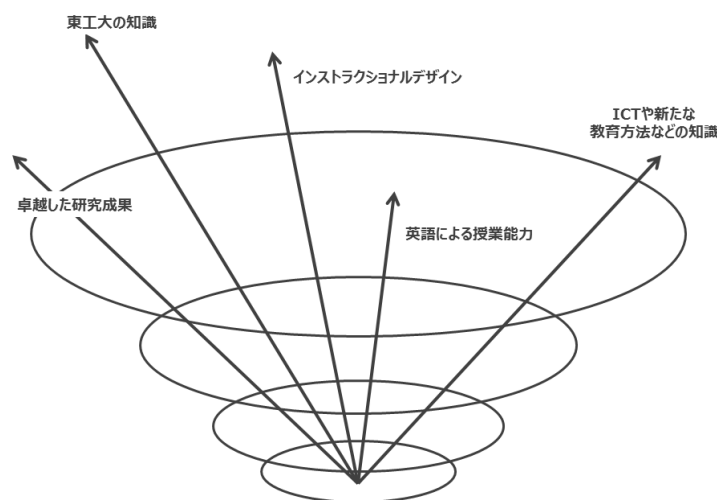 東工大の知識
インストラクショナルデザイン
ICTや新たな
教育方法などの知識
卓越した研究成果
英語による授業能力